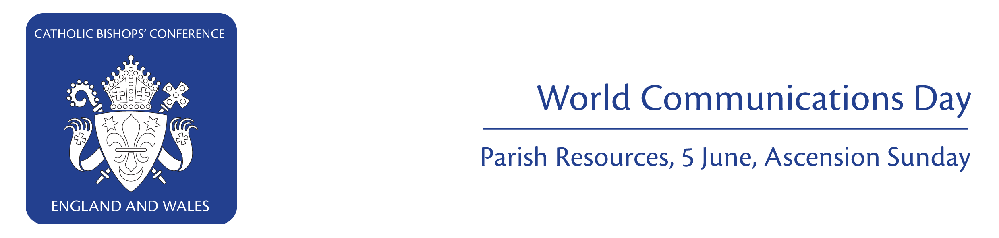 CATHOLIC BISHOPS’ CONFERENCE
ENGLAND AND WALES
World Communications Day
Parish Resources, 5 June, Ascension Sunday